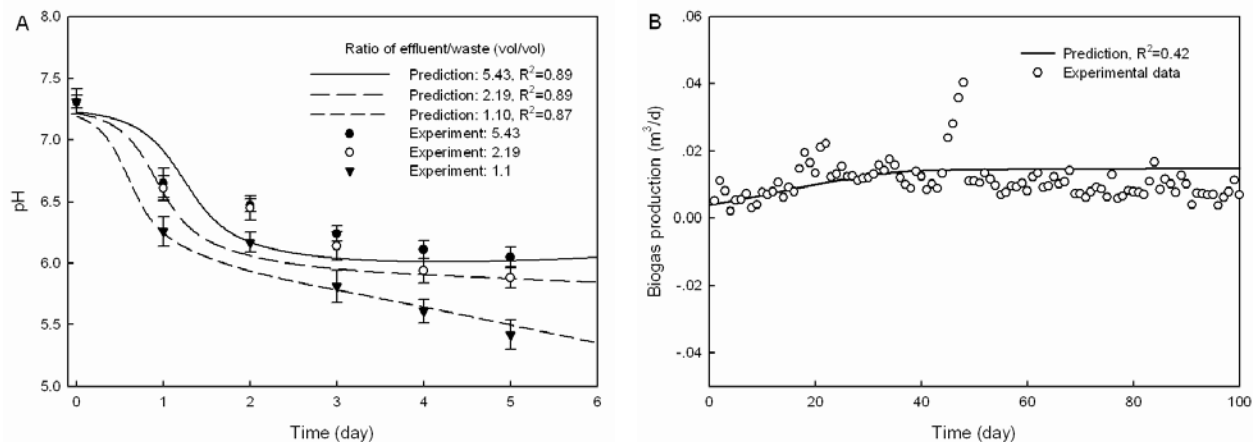 A
Ratio of effluent/waste (vol/vol)
Prediction: 5.43, R²=0.89
Prediction: 2.19, R²=0.89
Prediction: 1.10, R²=0.87
Experiment: 5.43
Experiment: 2.19
Experiment: 1.1
8.0
7.5
7.0
6.5
6.0
5.5
5.0
pH
0 1 2 3 4 5 6
Time (day)
B
Prediction, R²=0.42
Experimental data
.06
.04
.02
0.00
-.02
-.04
Biogas production (m³/d)
0 20 40 60 80 100
Time (day)